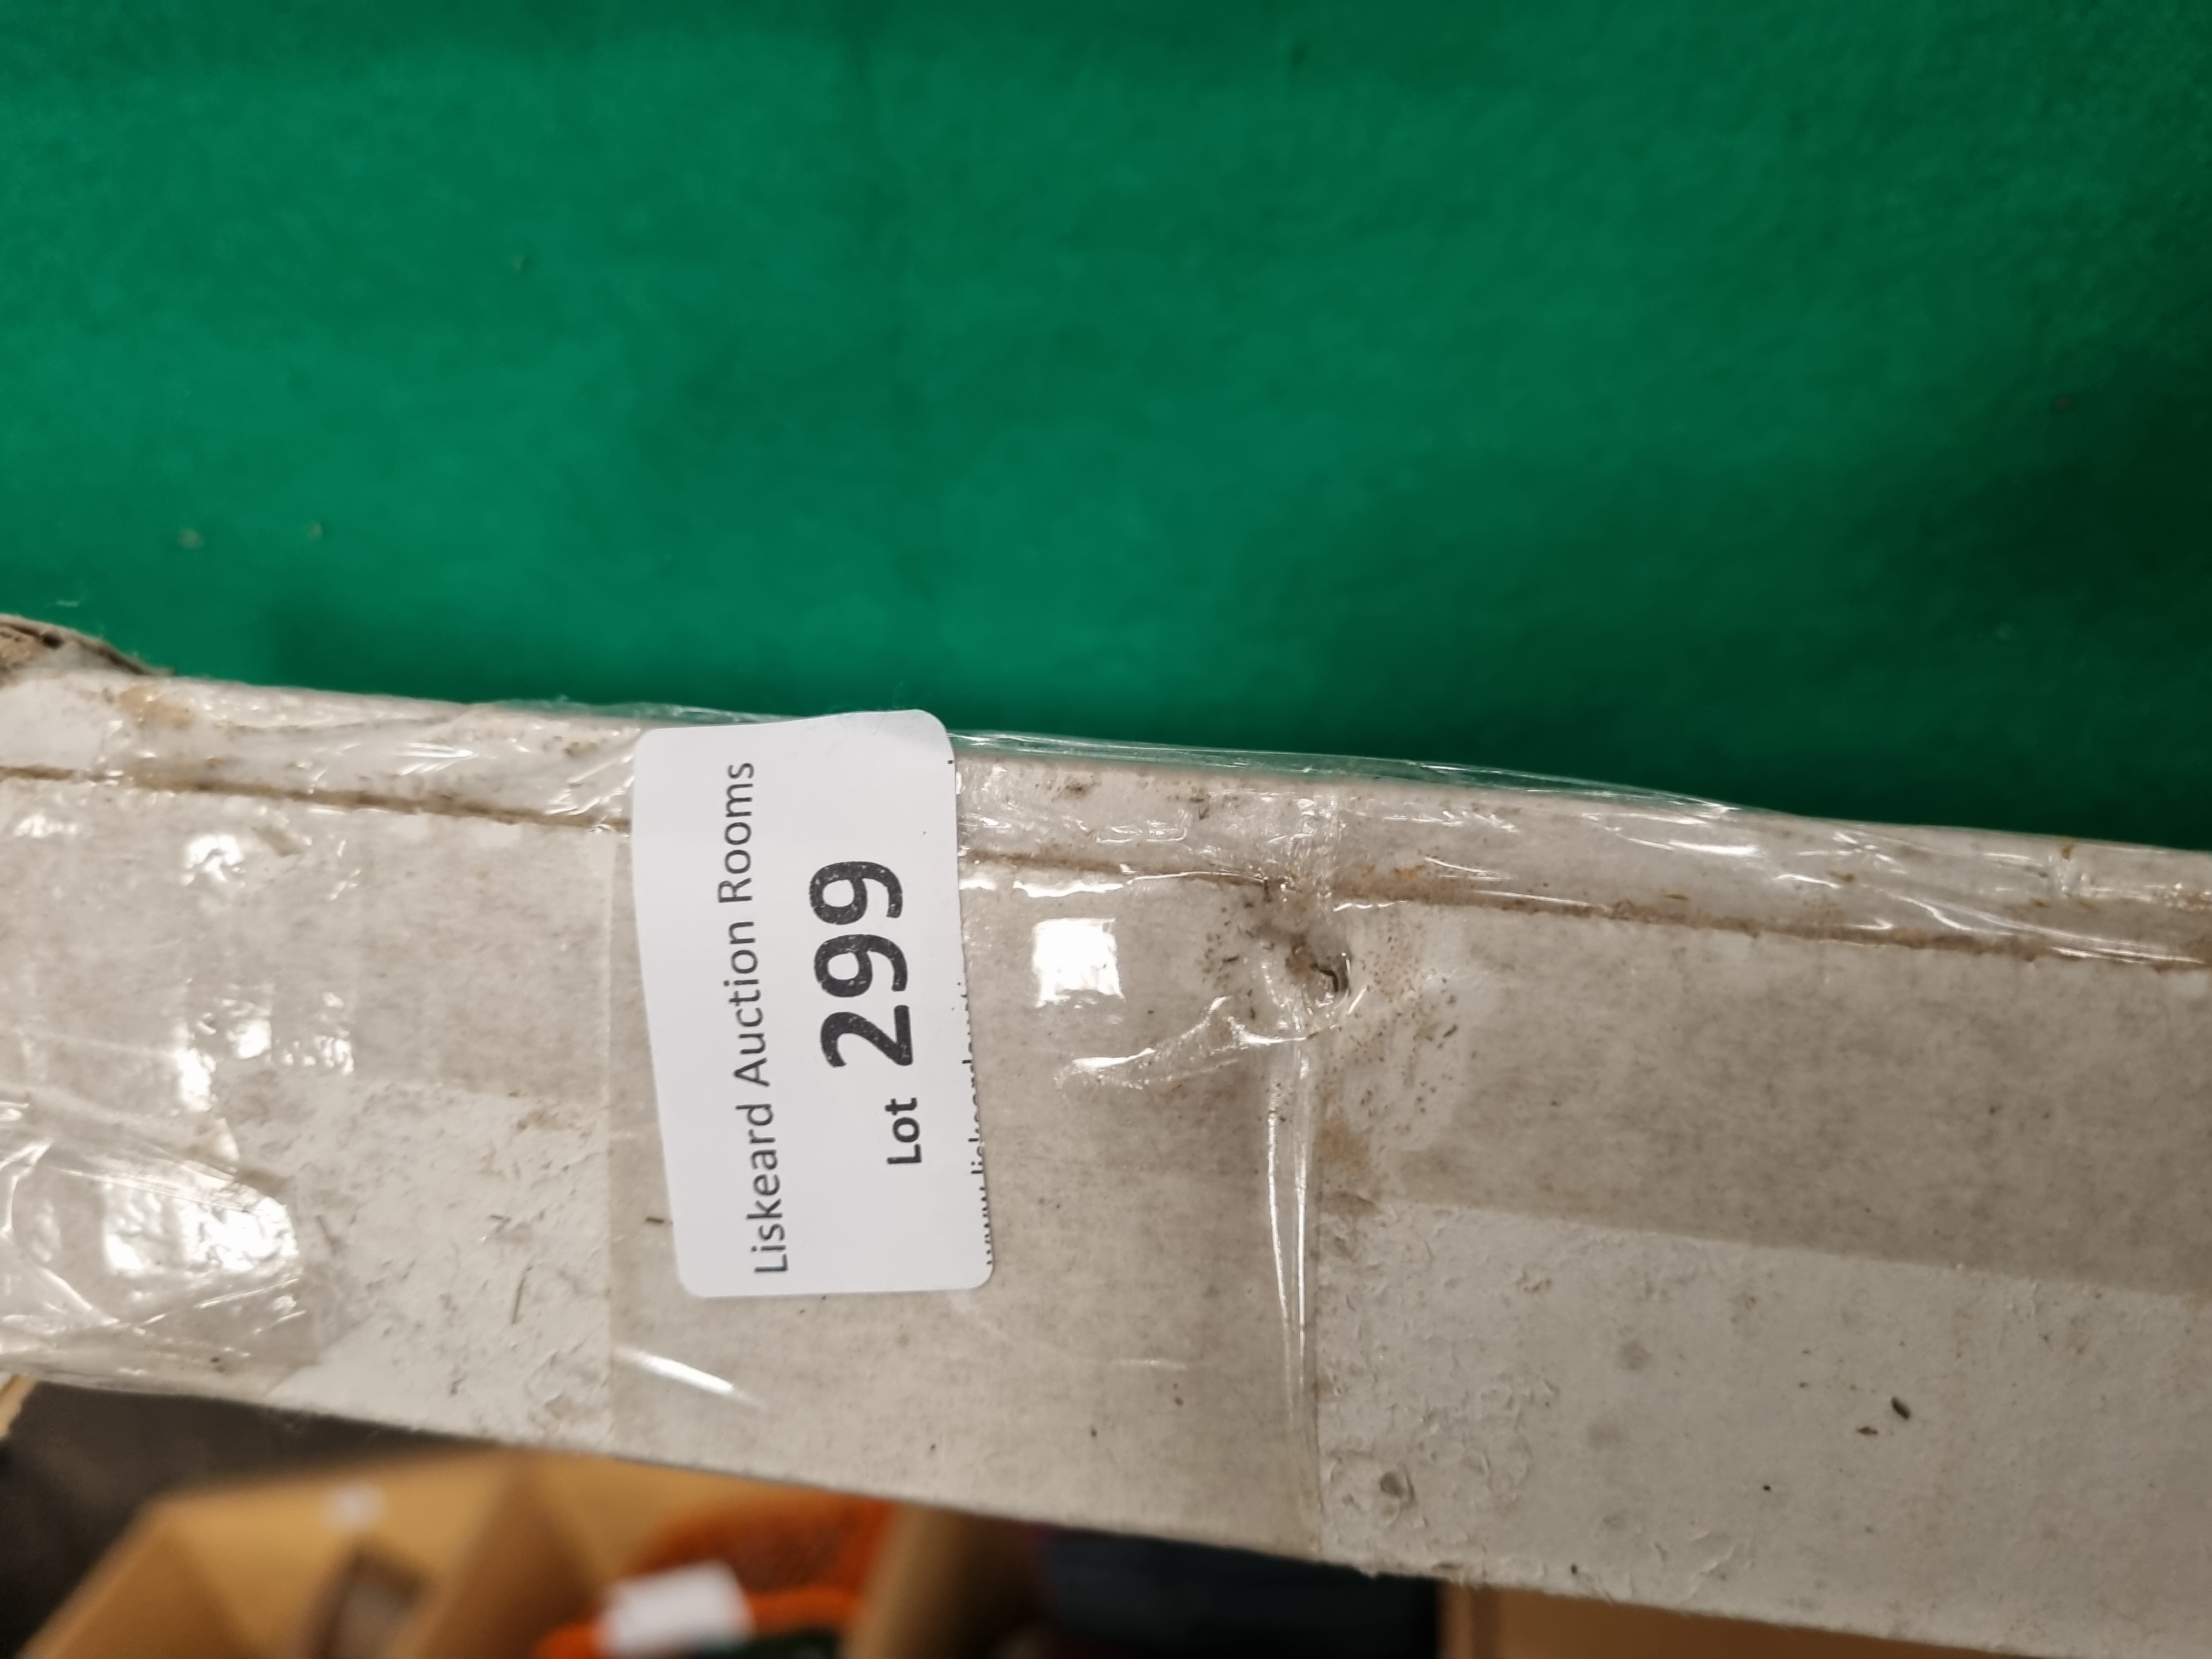 Liskeard Auction Rooms
Lot 299